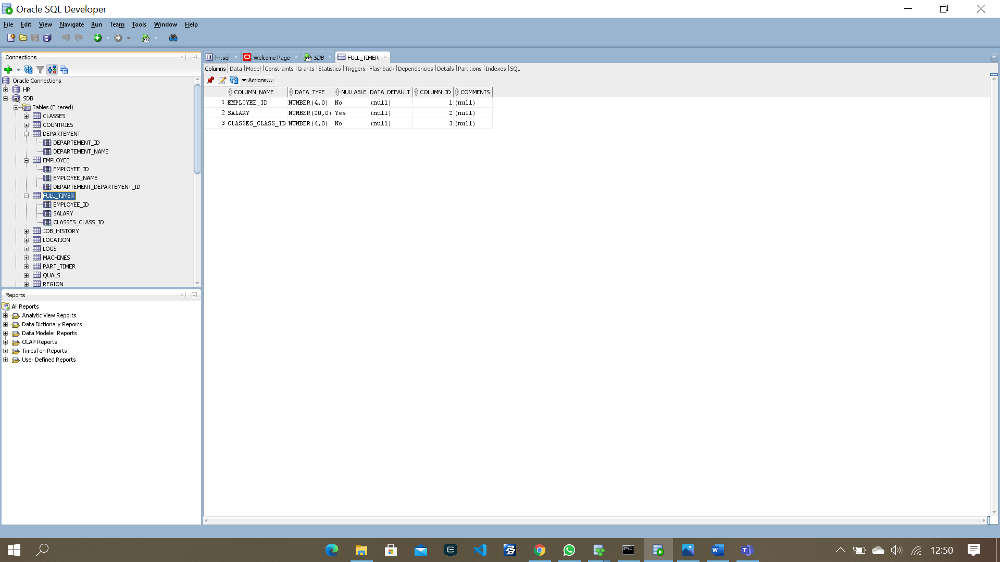 Oracle SQL Developer
File Edit View Navigate Run Team Tools Window Help
Connections
Oracle Connections
HR
SDB
Tables (Filtered)
CLASSES
COUNTRIES
DEPARTEMENT
DEPARTEMENT_ID
DEPARTEMENT_NAME
EMPLOYEE
EMPLOYEE_ID
EMPLOYEE_NAME
DEPARTEMENT_DEPARTEMENT_ID
FULL_TIMER
EMPLOYEE_ID
SALARY
CLASSES_CLASS_ID
JOB_HISTORY
LOCATION
LOGS
MACHINES
PART_TIMER
QUALS
REGION
Reports
All Reports
Analytic View Reports
Data Dictionary Reports
Data Modeler Reports
OLAP Reports
TimesTen Reports
User Defined Reports
hr.sql Welcome Page SDB FULL_TIMER
Columns Data Model Constraints Grants Statistics Triggers Flashback Dependencies Details Partitions Indexes SQL
Actions...
COLUMN_NAME DATA_TYPE NULLABLE DATA_DEFAULT COLUMN_ID COMMENTS
1 EMPLOYEE_ID NUMBER(4,0) No (null) 1 (null)
2 SALARY NUMBER(20,0) Yes (null) 2 (null)
3 CLASSES_CLASS_ID NUMBER(4,0) No (null) 3 (null)
12:50